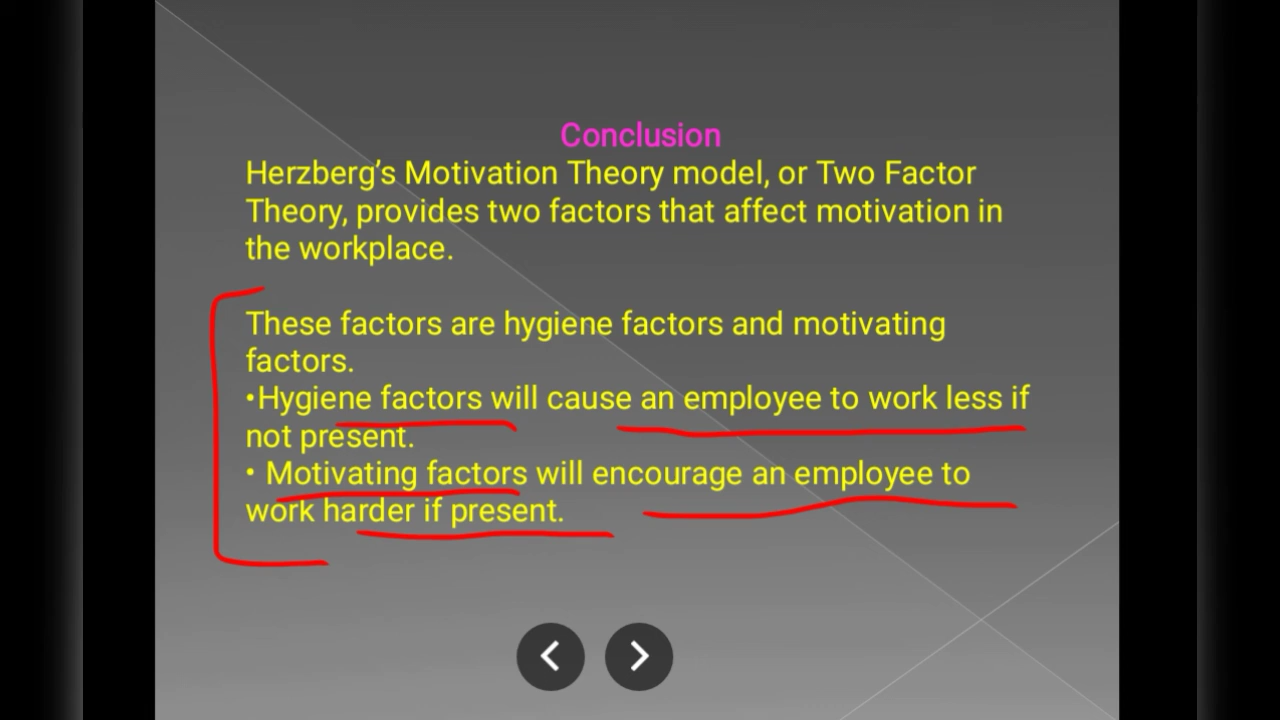 Conclusion
Herzberg’s Motivation Theory model, or Two Factor
Theory, provides two factors that affect motivation in
the workplace.
These factors are hygiene factors and motivating
factors.
•Hygiene factors will cause an employee to work less if
not present.
• Motivating factors will encourage an employee to
work harder if present.